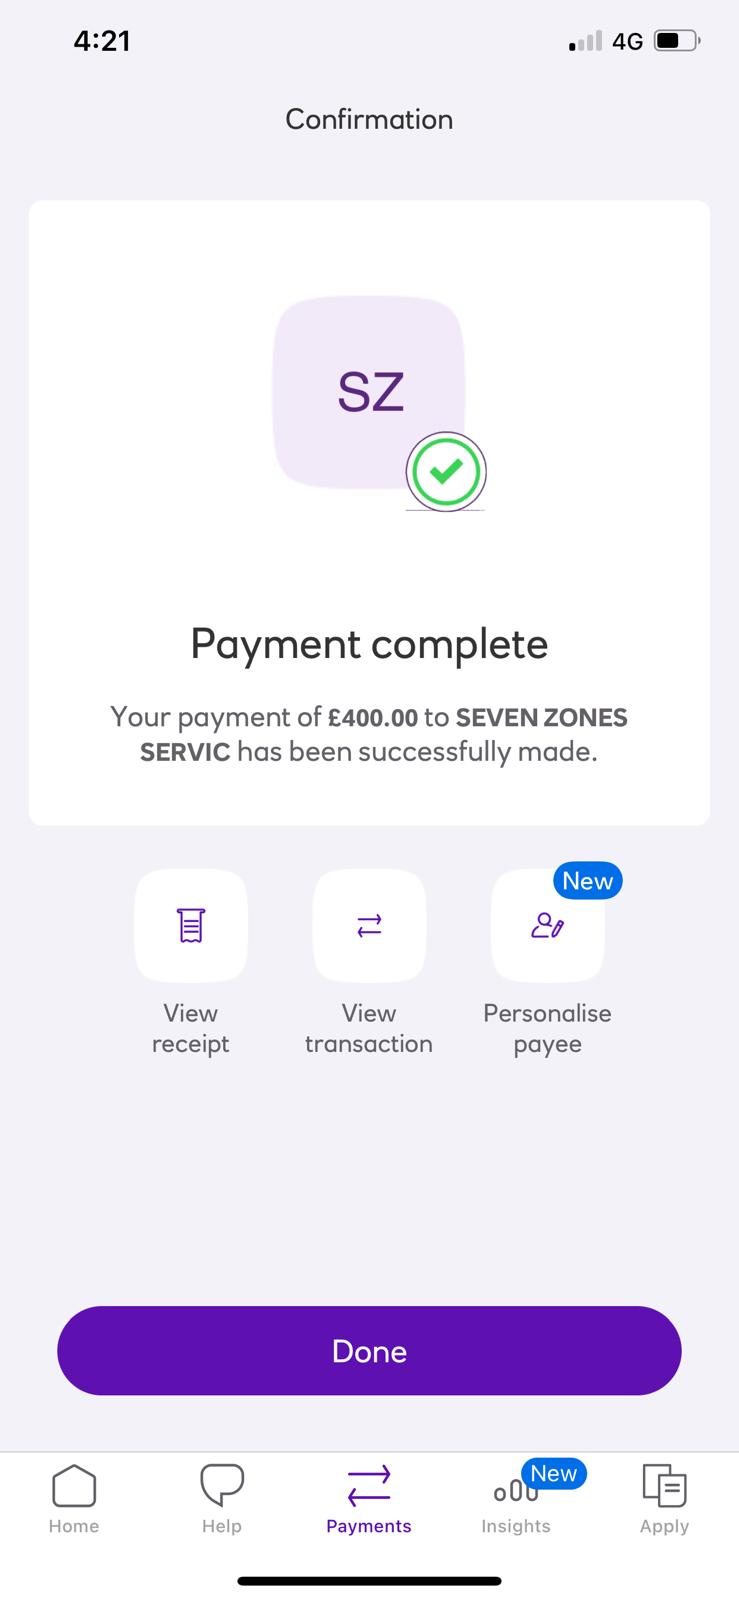 4:21 4G
Confirmation
SZ
Payment complete
Your payment of £400.00 to SEVEN ZONES
SERVIC has been successfully made.
New
View
receipt
View
transaction
Personalise
payee
Done
New
Home
Help
Payments
Insights
Apply